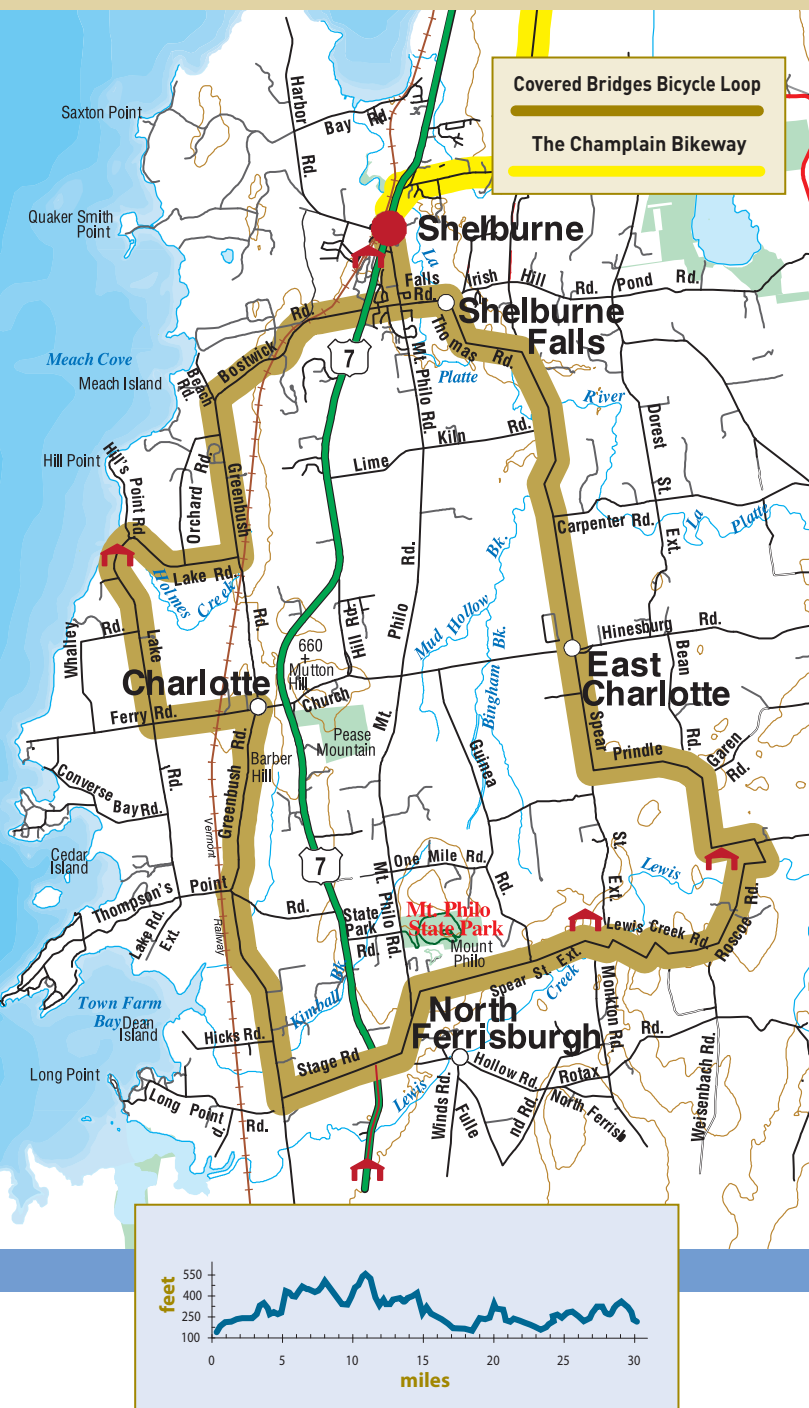 Covered Bridges Bicycle Loop
The Champlain Bikeway
Saxton Point
Harbor
Rd.
Bay Rd.
Quaker Smith
Point
Shelburne
La
Falls
Rd.
Irish Hill Rd.
Pond Rd.
Shelburne
Falls
Rd.
Bostwick
Thomas Rd.
7
Mt. Philo Rd.
Platte
River
Meach Cove
Meach Island
Beach
Rd.
Dorest
St.
Ext.
Kiln Rd.
Lime
Hill Point
Hill's Point Rd
Orchard Rd.
Greenbush
Carpenter Rd.
La Platte
Lake Rd.
Holmes
Creek
Rd.
Rd.
Philo
Mt.
Hill Rd.
Bk.
Mud Hollow
Bingham Bk.
Hinesburg Rd.
Whalley
Rd.
Lake
660
+
Mutton
Hill
Church
East
Charlotte
Bean
Rd.
Charlotte
Ferry Rd.
Pease
Mountain
Spear
Prindle
Garen
Rd.
Greenbush Rd.
Barber
Hill
Guinea
Rd.
Converse
Bay Rd.
Rd.
Vermont
Railway
7
Cedar
Island
One Mile Rd.
St.
Ext.
Lewis
Thompson's Point
Rd.
Lake Rd.
Ext.
State
Park
Rd.
Mt. Philo Rd.
Mt. Philo
State Park
Mount
Philo
Lewis Creek Rd
Roscoe Rd.
Spear St. Ext.
Creek
Town Farm
Bay
Dean
Island
Kimball
Bk
North
Ferrisburgh
Monkton Rd.
Rd.
Hicks Rd.
Stage Rd
Long Point
Long Point
Rd.
d.
Lewis
Hollow Rd.
Rotax
Winds Rd.
Fulle
nd Rd.
North Ferrisb
Weisenbach Rd.
feet
550
400
250
100
0 5 10 15 20 25 30
miles